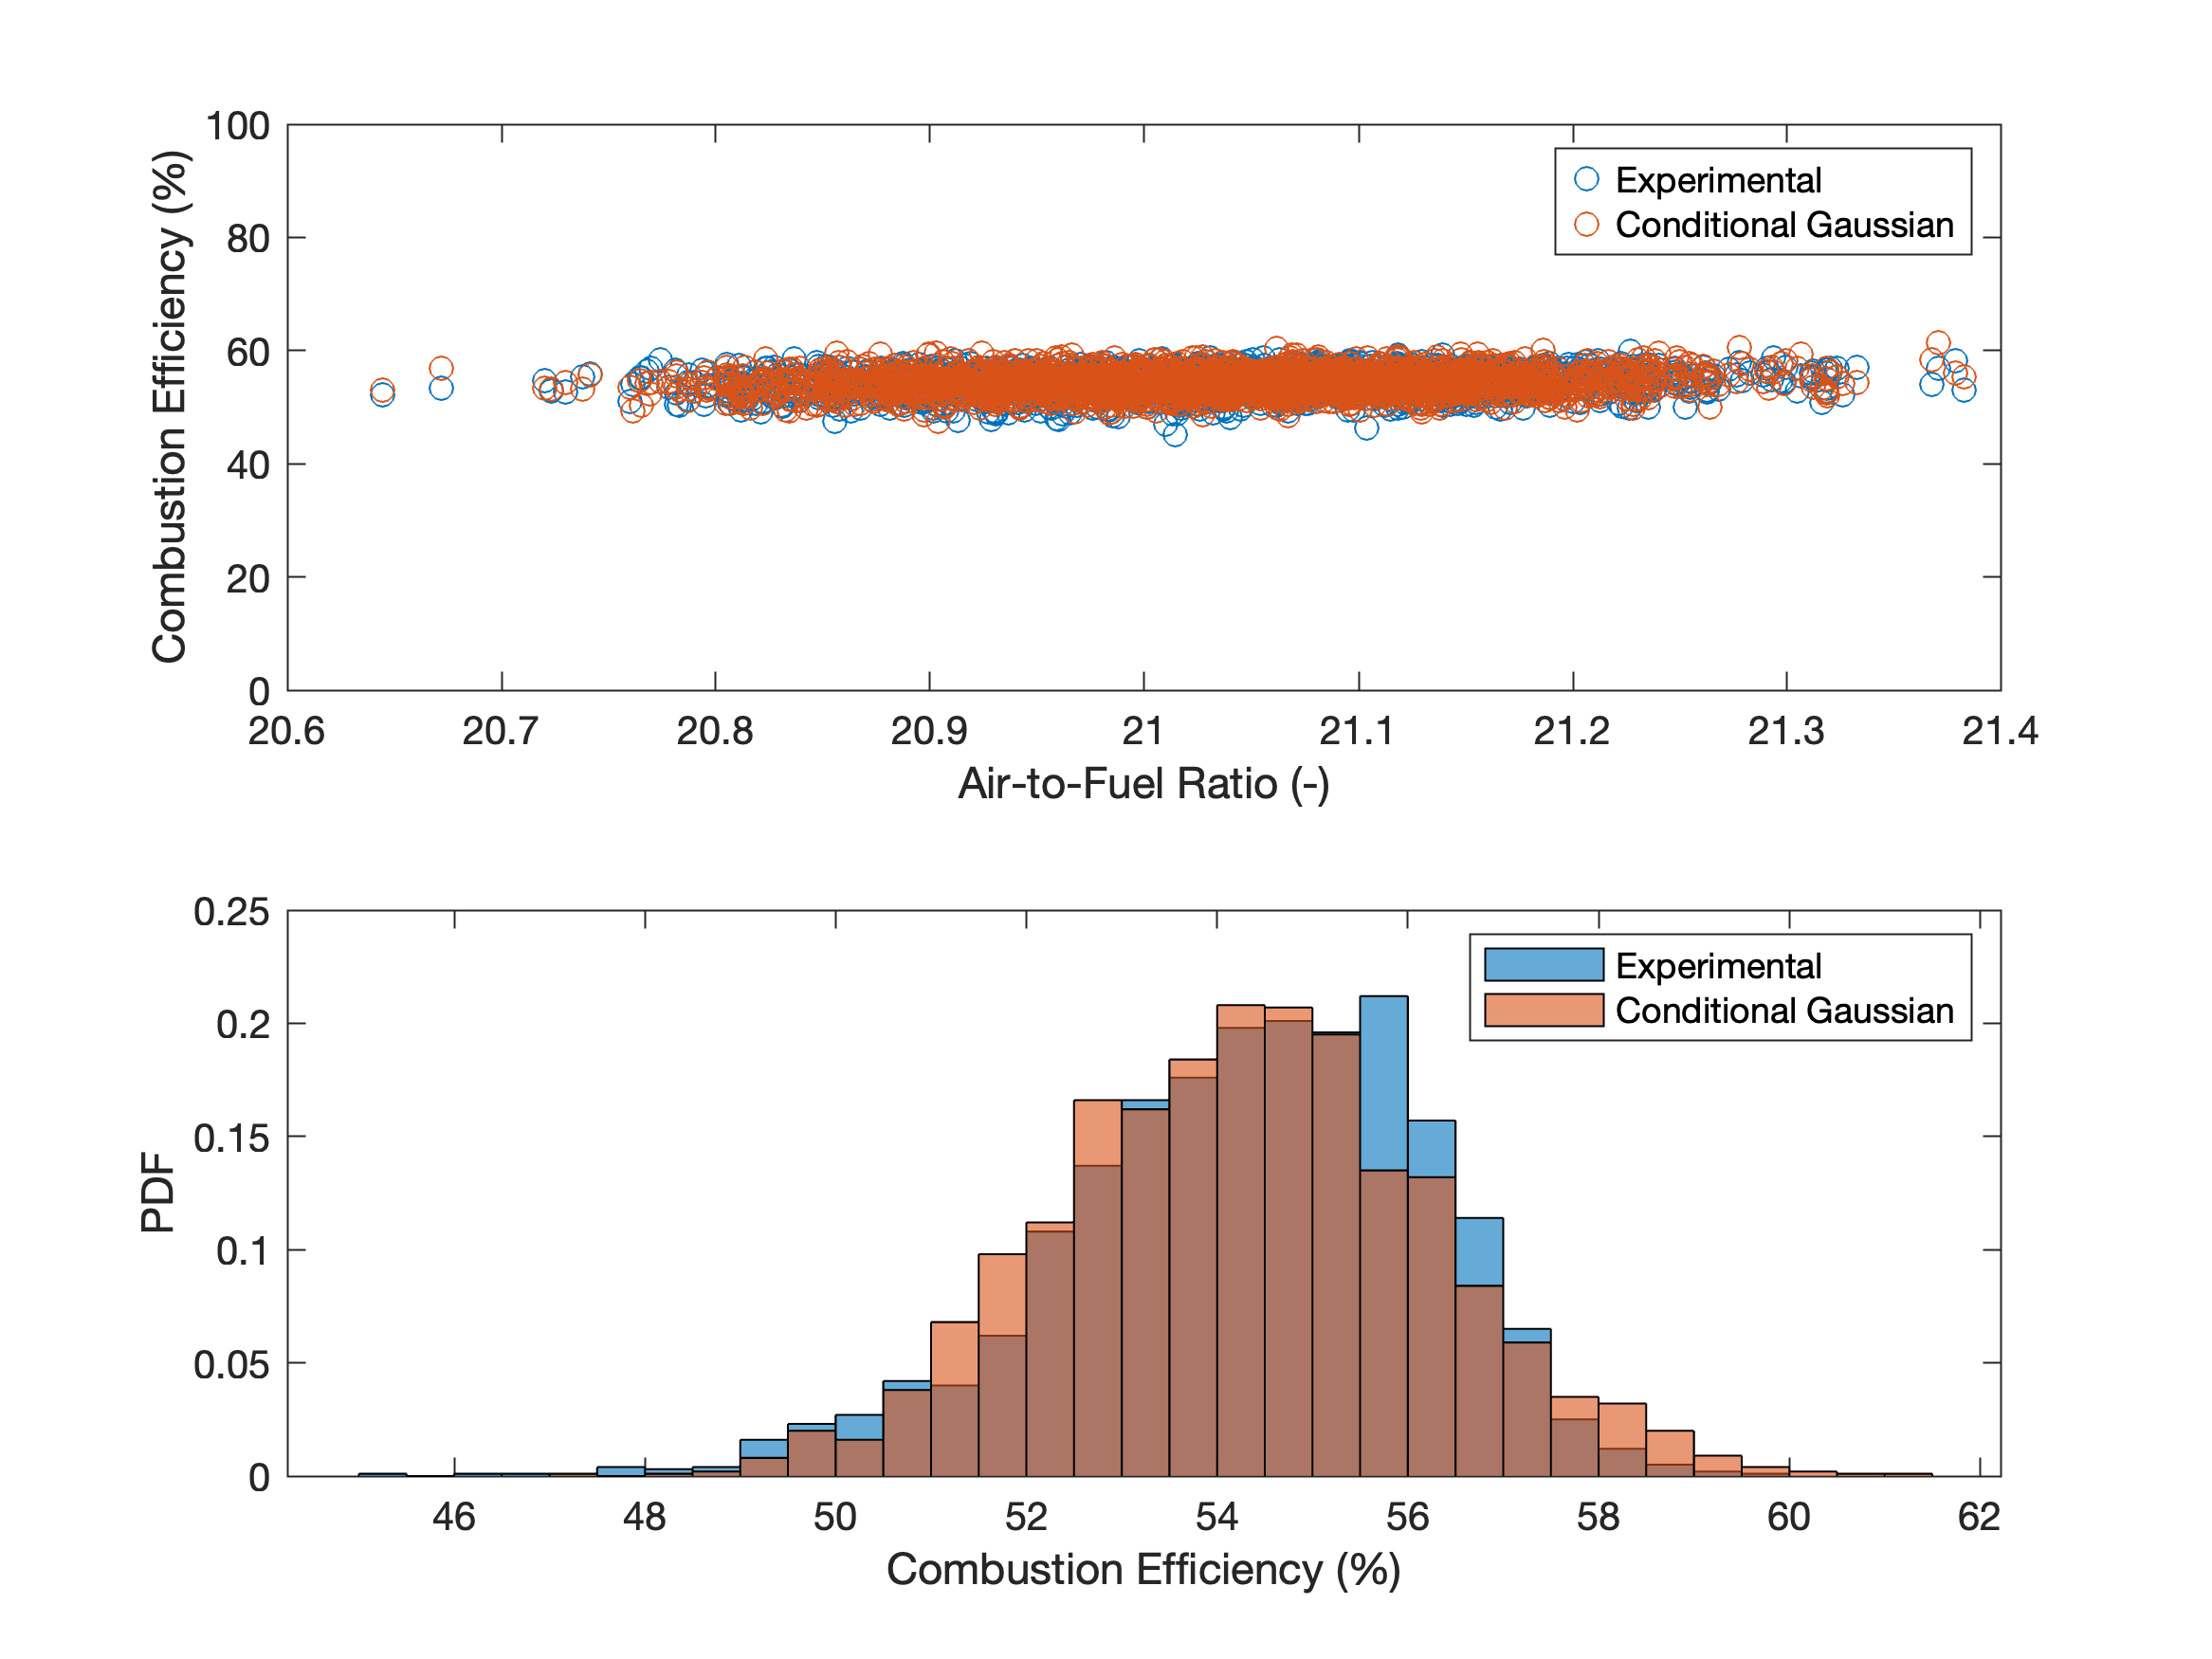 100
80
60
40
20
0
Combustion Efficiency (%)
Experimental
Conditional Gaussian
20.6 20.7 20.8 20.9 21 21.1 21.2 21.3 21.4
Air-to-Fuel Ratio (-)
0.25
0.2
0.15
0.1
0.05
0
PDF
Experimental
Conditional Gaussian
46 48 50 52 54 56 58 60 62
Combustion Efficiency (%)